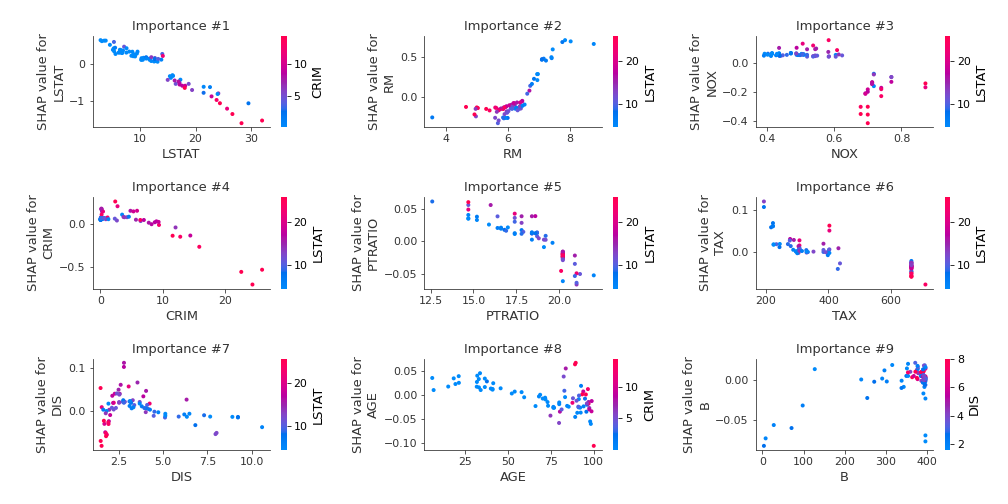 Importance #1
SHAP value for
LSTAT
0
−1
10
20
30
LSTAT
10
5
CRIM
Importance #2
SHAP value for
RM
0.5
0.0
4
6
8
RM
20
10
LSTAT
Importance #3
SHAP value for
NOX
0.0
−0.2
−0.4
0.4
0.6
0.8
NOX
20
10
LSTAT
Importance #4
SHAP value for
CRIM
0.0
−0.5
0
10
20
CRIM
20
10
LSTAT
Importance #5
SHAP value for
PTRATIO
0.05
0.00
−0.05
12.5
15.0
17.5
20.0
PTRATIO
20
10
LSTAT
Importance #6
SHAP value for
TAX
0.1
0.0
200
400
600
TAX
20
10
LSTAT
Importance #7
SHAP value for
DIS
0.1
0.0
2.5
5.0
7.5
10.0
DIS
20
10
LSTAT
Importance #8
SHAP value for
AGE
0.05
0.00
−0.05
−0.10
25
50
75
100
AGE
10
5
CRIM
Importance #9
SHAP value for
B
0.00
−0.05
0
100
200
300
400
B
8
6
4
2
DIS